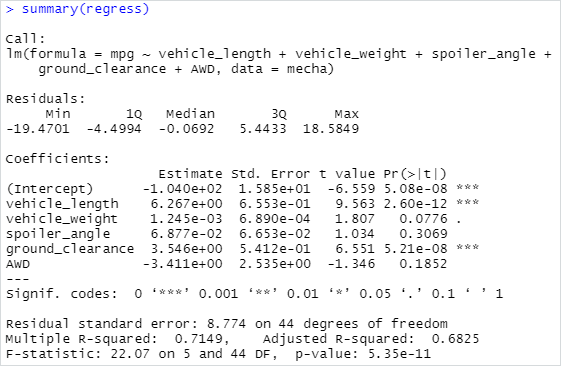 > summary(regress)
Call:
lm(formula = mpg ~ vehicle_length + vehicle_weight + spoiler_angle +
    ground_clearance + AWD, data = mecha)
Residuals:
     Min       1Q   Median       3Q      Max
-19.4701  -4.4994  -0.0692   5.4433  18.5849
Coefficients:
                   Estimate Std. Error t value Pr(>|t|)
(Intercept)      -1.040e+02  1.585e+01  -6.559 5.08e-08 ***
vehicle_length    6.267e+00  6.553e-01   9.563 2.60e-12 ***
vehicle_weight    1.245e-03  6.890e-04   1.807   0.0776 .
spoiler_angle     6.877e-02  6.653e-02   1.034   0.3069
ground_clearance  3.546e+00  5.412e-01   6.551 5.21e-08 ***
AWD              -3.411e+00  2.535e+00  -1.346   0.1852
---
Signif. codes:  0 ‘***’ 0.001 ‘**’ 0.01 ‘*’ 0.05 ‘.’ 0.1 ‘ ’ 1
Residual standard error: 8.774 on 44 degrees of freedom
Multiple R-squared:  0.7149,    Adjusted R-squared:  0.6825
F-statistic: 22.07 on 5 and 44 DF,  p-value: 5.35e-11